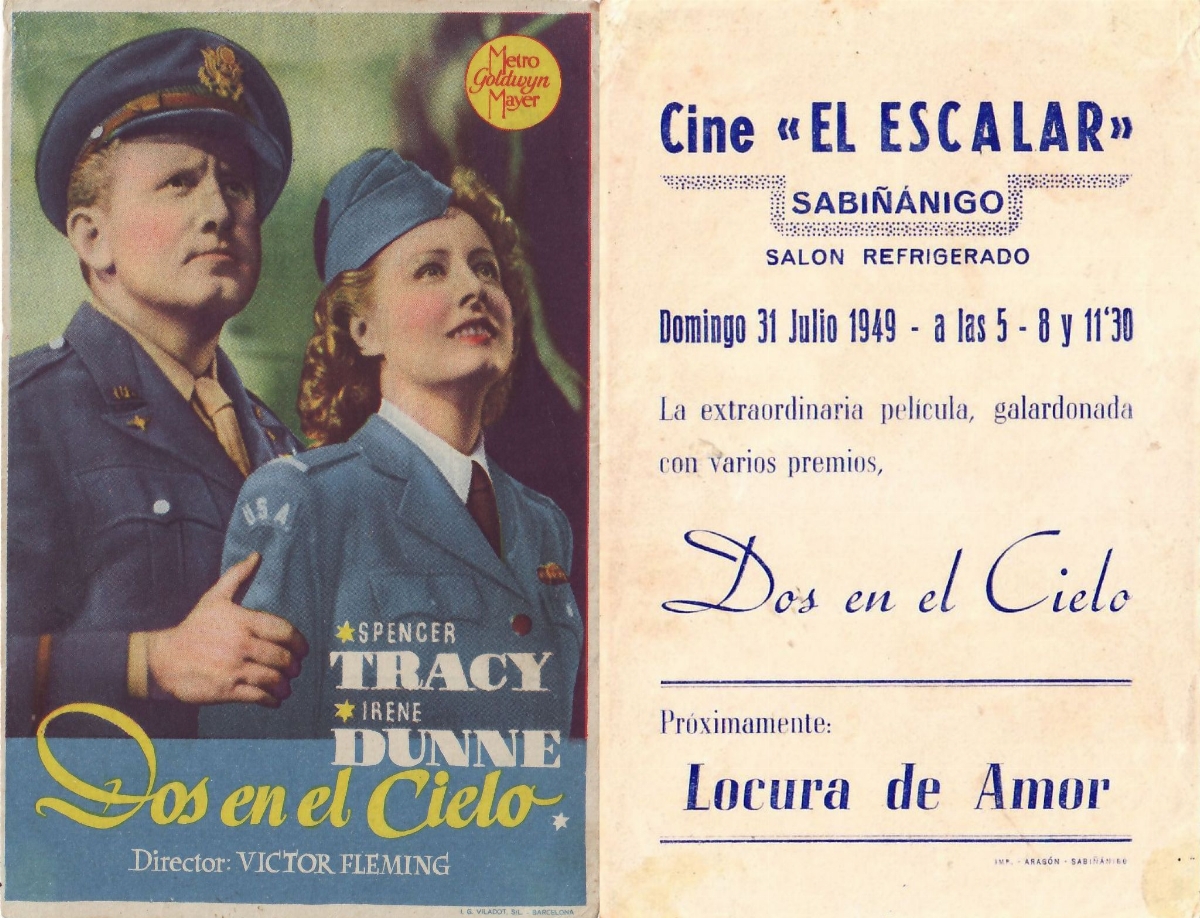 Metro
Goldwyn
Mayer
U.S.A.
SPENCER
TRACY
IRENE
DUNNE
Dos en el Cielo
Director: VICTOR FLEMING
I. G. VILADOT, S/L. - BARCELONA
Cine «EL ESCALAR»
SABIÑÁNIGO
SALON REFRIGERADO
Domingo 31 Julio 1949 - a las 5 - 8 y 11'30
La extraordinaria película, galardonada
con varios premios,
Dos en el Cielo
Próximamente:
Locura de Amor
IMP. - ARAGÓN - SABIÑÁNIGO